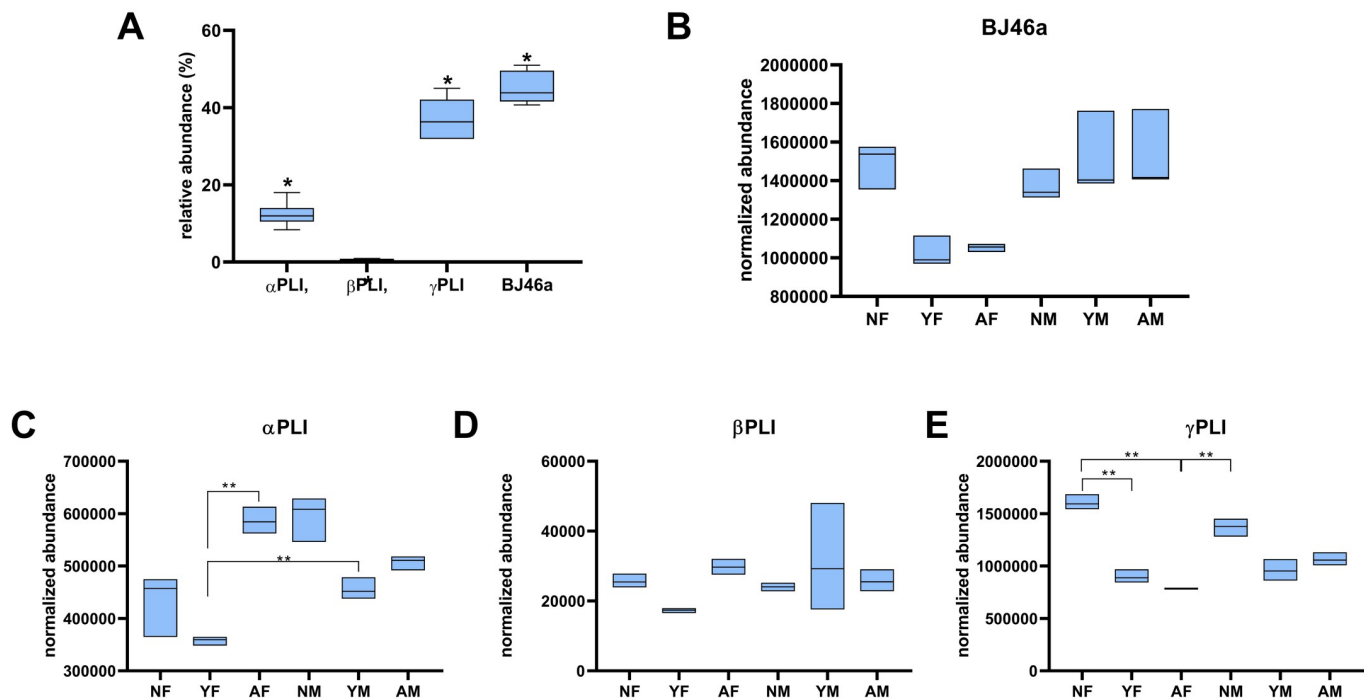 A
relative abundance (%)
60
40
20
0
*
*
*
*
αPLI,
βPLI,
γPLI
BJ46a
B
BJ46a
normalized abundance
2000000
1800000
1600000
1400000
1200000
1000000
800000
NF YF AF NM YM AM
C
αPLI
normalized abundance
700000
600000
500000
400000
300000
**
**
NF YF AF NM YM AM
D
βPLI
normalized abundance
60000
40000
20000
0
NF YF AF NM YM AM
E
γPLI
normalized abundance
2000000
1500000
1000000
500000
0
**
**
**
NF YF AF NM YM AM